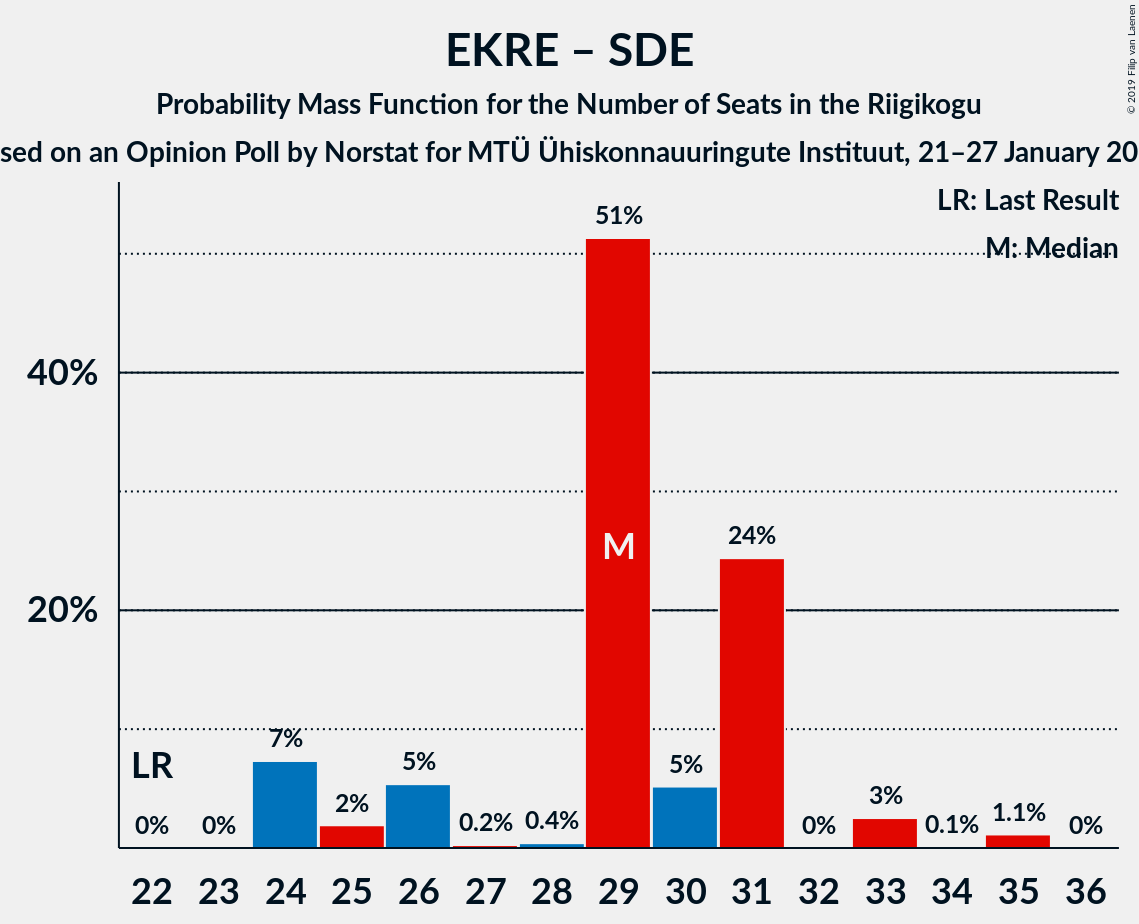 EKRE – SDE
Probability Mass Function for the Number of Seats in the Riigikogu
sed on an Opinion Poll by Norstat for MTÜ Ühiskonnauuringute Instituut, 21–27 January 20
© 2019 Filip van Laenen
LR: Last Result
M: Median
40%
20%
51%
M
24%
LR
7%
5%
5%
2%
3%
0%
0%
0.2%
0.4%
0%
0.1%
1.1%
0%
22 23 24 25 26 27 28 29 30 31 32 33 34 35 36